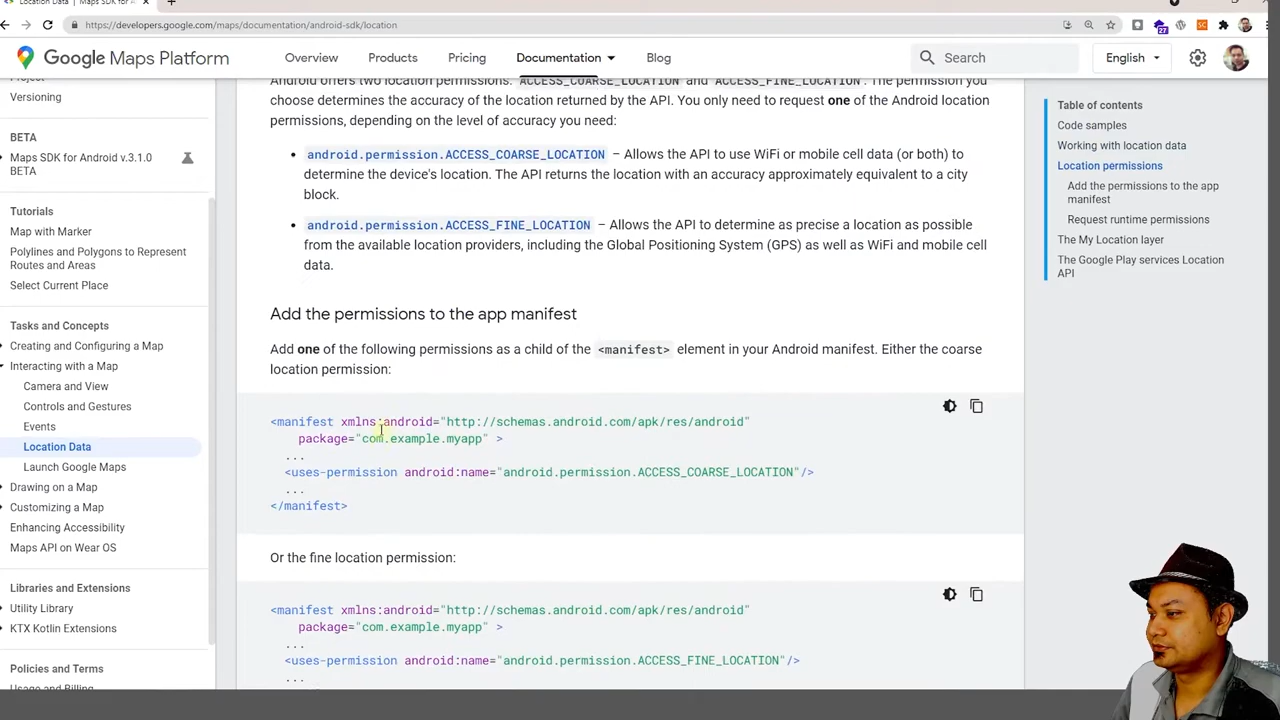 Location Data | Maps SDK for A
https://developers.google.com/maps/documentation/android-sdk/location
27
Google Maps Platform
Overview
Products
Pricing
Documentation
Blog
Search
English
Project
Versioning
BETA
Maps SDK for Android v.3.1.0
BETA
Tutorials
Map with Marker
Polylines and Polygons to Represent
Routes and Areas
Select Current Place
Tasks and Concepts
Creating and Configuring a Map
Interacting with a Map
Camera and View
Controls and Gestures
Events
Location Data
Launch Google Maps
Drawing on a Map
Customizing a Map
Enhancing Accessibility
Maps API on Wear OS
Libraries and Extensions
Utility Library
KTX Kotlin Extensions
Policies and Terms
Usage and Billing
Android offers two location permissions: ACCESS_COARSE_LOCATION and ACCESS_FINE_LOCATION. The permission you
choose determines the accuracy of the location returned by the API. You only need to request one of the Android location
permissions, depending on the level of accuracy you need:
• android.permission.ACCESS_COARSE_LOCATION – Allows the API to use WiFi or mobile cell data (or both) to
determine the device's location. The API returns the location with an accuracy approximately equivalent to a city
block.
• android.permission.ACCESS_FINE_LOCATION – Allows the API to determine as precise a location as possible
from the available location providers, including the Global Positioning System (GPS) as well as WiFi and mobile cell
data.
Add the permissions to the app manifest
Add one of the following permissions as a child of the <manifest> element in your Android manifest. Either the coarse
location permission:
<manifest xmlns:android="http://schemas.android.com/apk/res/android"
package="com.example.myapp" >
...
<uses-permission android:name="android.permission.ACCESS_COARSE_LOCATION"/>
...
</manifest>
Or the fine location permission:
<manifest xmlns:android="http://schemas.android.com/apk/res/android"
package="com.example.myapp" >
...
<uses-permission android:name="android.permission.ACCESS_FINE_LOCATION"/>
...
Table of contents
Code samples
Working with location data
Location permissions
Add the permissions to the app
manifest
Request runtime permissions
The My Location layer
The Google Play services Location
API